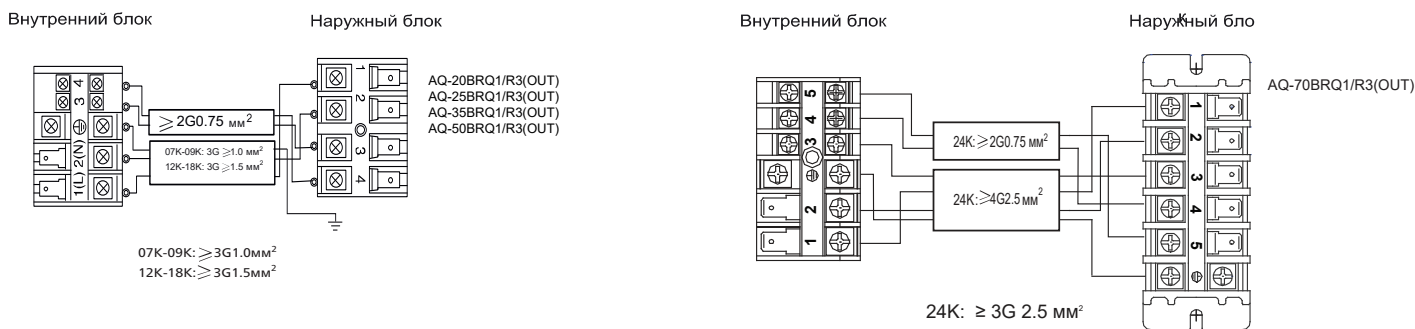 Внутренний блок
Наружный блок
4
3
2(N)
1(L)
≥ 2G0.75 мм²
07K-09K: 3G ≥1.0 мм²
12K-18K: 3G ≥1.5 мм²
1
2
3
4
AQ-20BRQ1/R3(OUT)
AQ-25BRQ1/R3(OUT)
AQ-35BRQ1/R3(OUT)
AQ-50BRQ1/R3(OUT)
07K-09K: ≥3G1.0мм²
12K-18K: ≥3G1.5мм²
Внутренний блок
Наружный блок
5
4
3
2
1
24K: ≥2G0.75 мм²
24K: ≥4G2.5 мм²
1
2
3
4
5
AQ-70BRQ1/R3(OUT)
24K: ≥ 3G 2.5 мм²